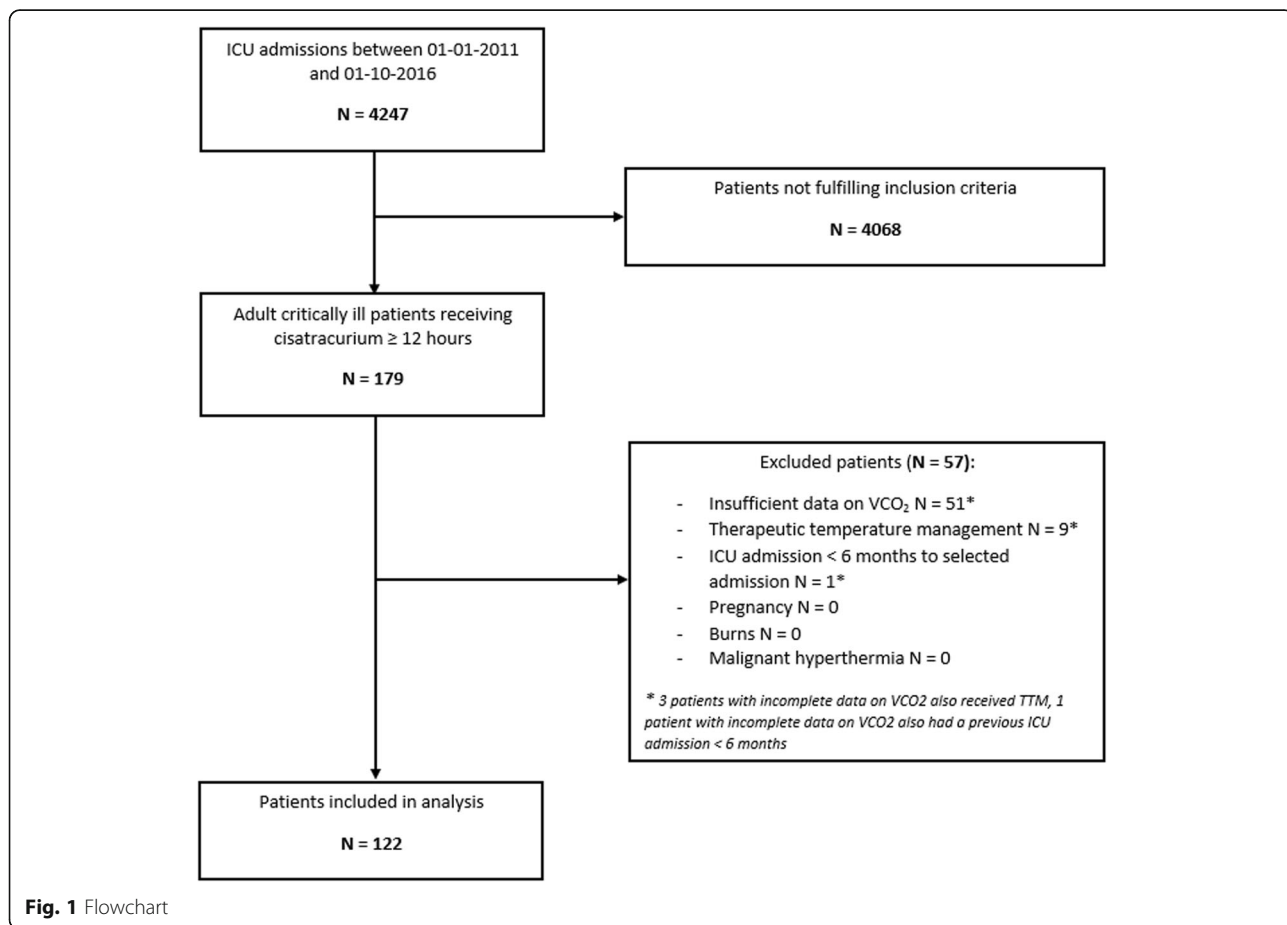 ICU admissions between 01-01-2011
and 01-10-2016
N = 4247
Patients not fulfilling inclusion criteria
N = 4068
Adult critically ill patients receiving
cisatracurium ≥ 12 hours
N = 179
Excluded patients (N = 57):
- Insufficient data on VCO₂ N = 51*
- Therapeutic temperature management N = 9*
- ICU admission < 6 months to selected
admission N = 1*
- Pregnancy N = 0
- Burns N = 0
- Malignant hyperthermia N = 0
* 3 patients with incomplete data on VCO2 also received TTM, 1
patient with incomplete data on VCO2 also had a previous ICU
admission < 6 months
Patients included in analysis
N = 122
Fig. 1 Flowchart